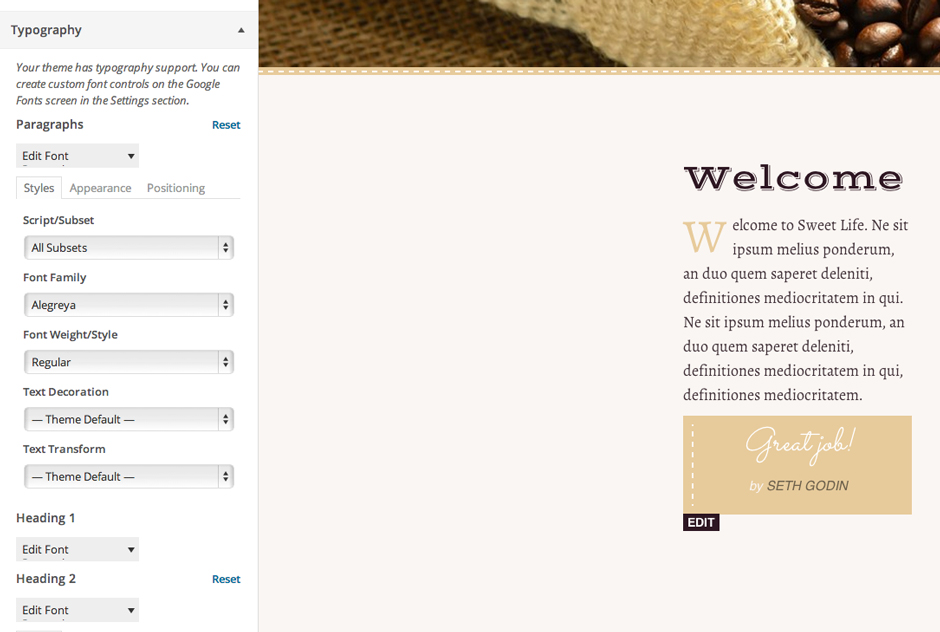 Typography
Your theme has typography support. You can
create custom font controls on the Google
Fonts screen in the Settings section.
Paragraphs Reset
Edit Font
Styles Appearance Positioning
Script/Subset
All Subsets
Font Family
Alegreya
Font Weight/Style
Regular
Text Decoration
— Theme Default —
Text Transform
— Theme Default —
Heading 1
Edit Font
Heading 2 Reset
Edit Font
Welcome
Welcome to Sweet Life. Ne sit
ipsum melius ponderum,
an duo quem saperet deleniti,
definitiones mediocritatem in qui.
Ne sit ipsum melius ponderum, an
duo quem saperet deleniti,
definitiones mediocritatem in qui,
definitiones mediocritatem.
Great job!
by SETH GODIN
EDIT